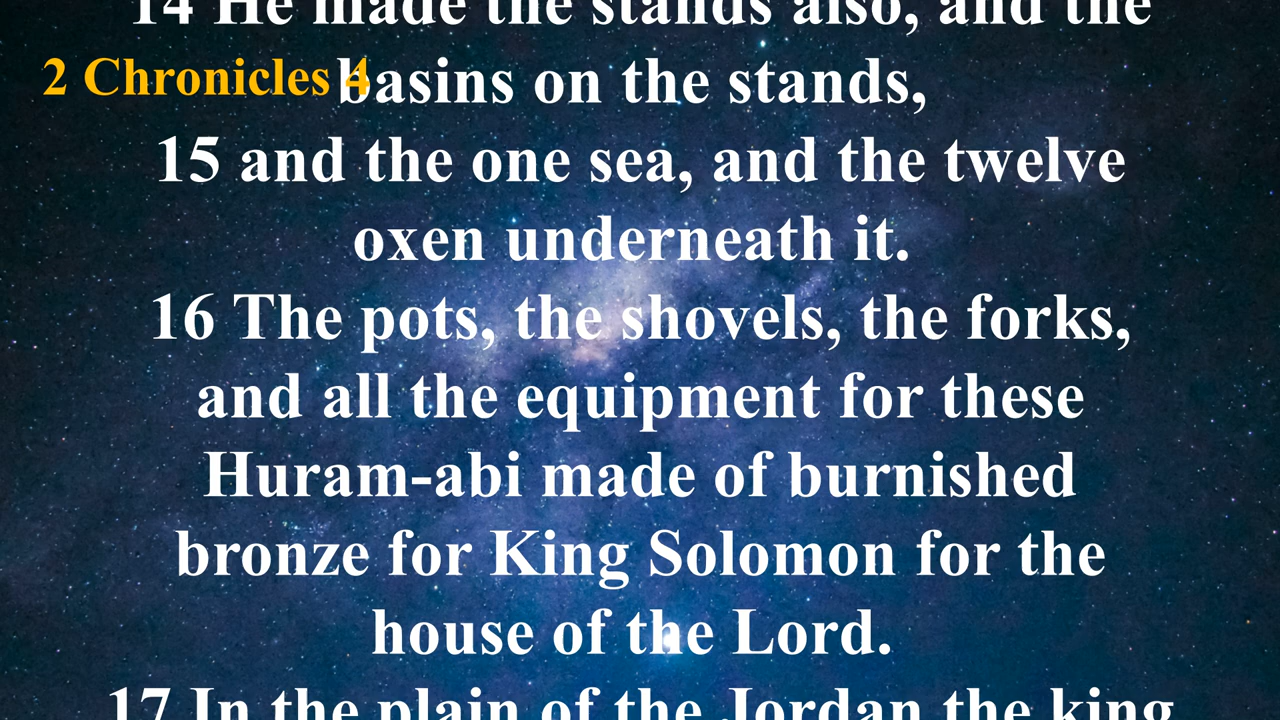 14 He made the stands also, and the
2 Chronicles 4
basins on the stands,
15 and the one sea, and the twelve
oxen underneath it.
16 The pots, the shovels, the forks,
and all the equipment for these
Huram-abi made of burnished
bronze for King Solomon for the
house of the Lord.
17 In the plain of the Jordan the king